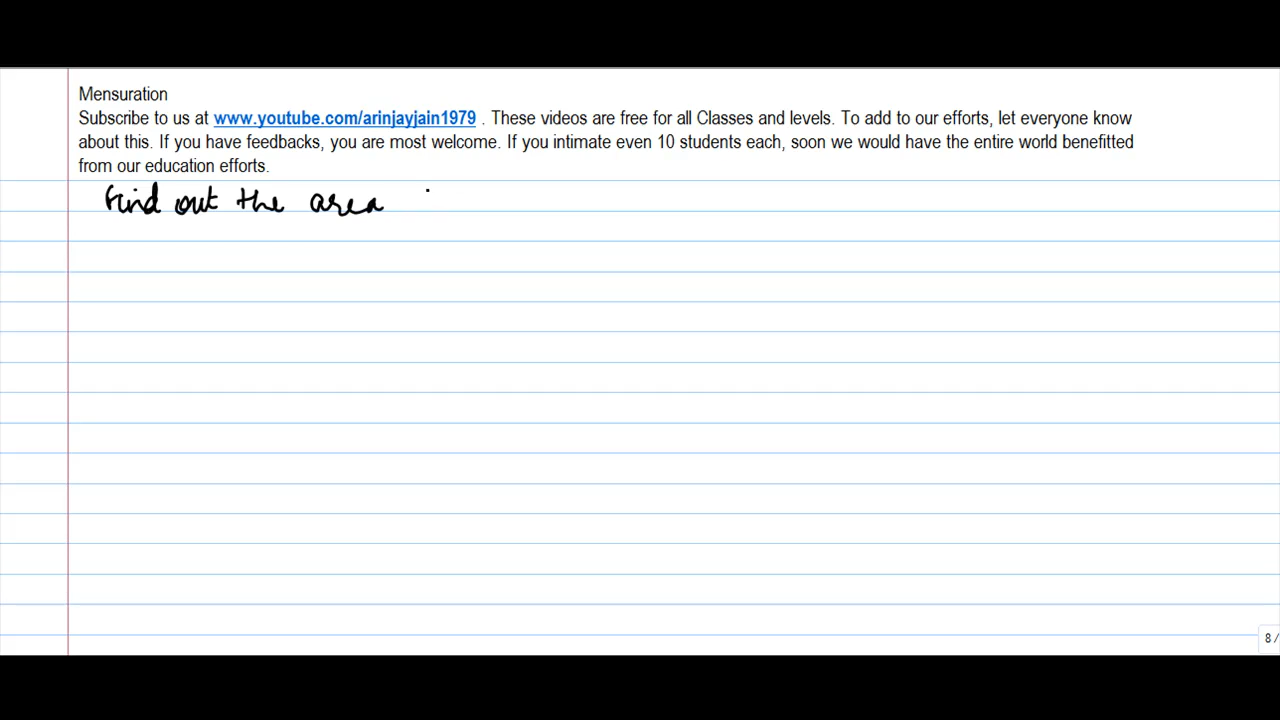 Mensuration
Subscribe to us at www.youtube.com/arinjayjain1979 . These videos are free for all Classes and levels. To add to our efforts, let everyone know
about this. If you have feedbacks, you are most welcome. If you intimate even 10 students each, soon we would have the entire world benefitted
from our education efforts.
Find out the area
8 /